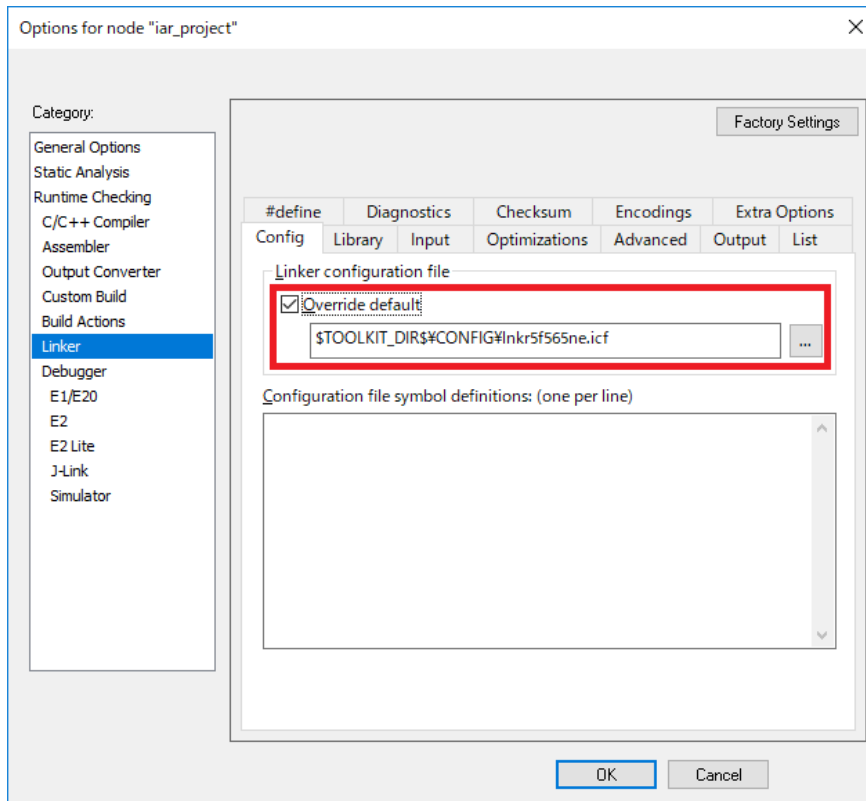 Options for node "iar_project"
Category:
Factory Settings
General Options
Static Analysis
Runtime Checking
C/C++ Compiler
Assembler
Output Converter
Custom Build
Build Actions
Linker
Debugger
E1/E20
E2
E2 Lite
J-Link
Simulator
#define Diagnostics Checksum Encodings Extra Options
Config Library Input Optimizations Advanced Output List
Linker configuration file
Override default
$TOOLKIT_DIR$¥CONFIG¥lnkr5f565ne.icf
...
Configuration file symbol definitions: (one per line)
OK Cancel